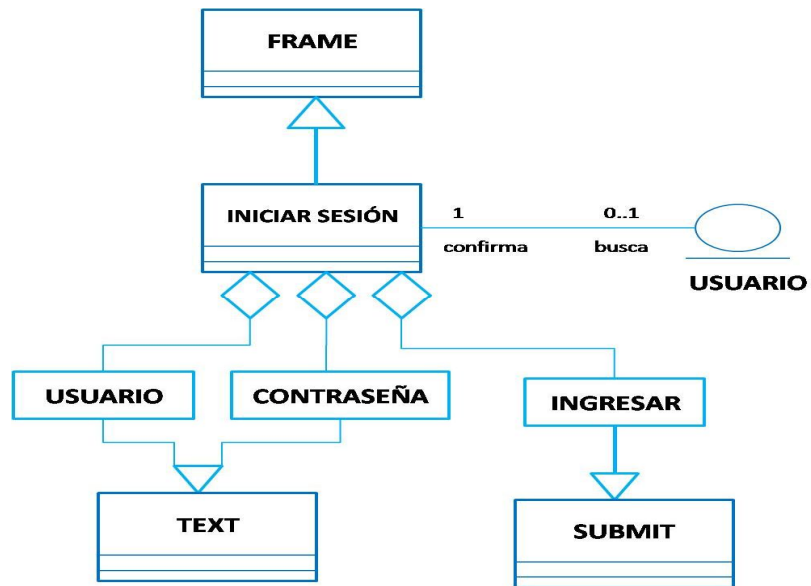 FRAME
INICIAR SESIÓN
1
0..1
confirma
busca
USUARIO
USUARIO
CONTRASEÑA
INGRESAR
TEXT
SUBMIT